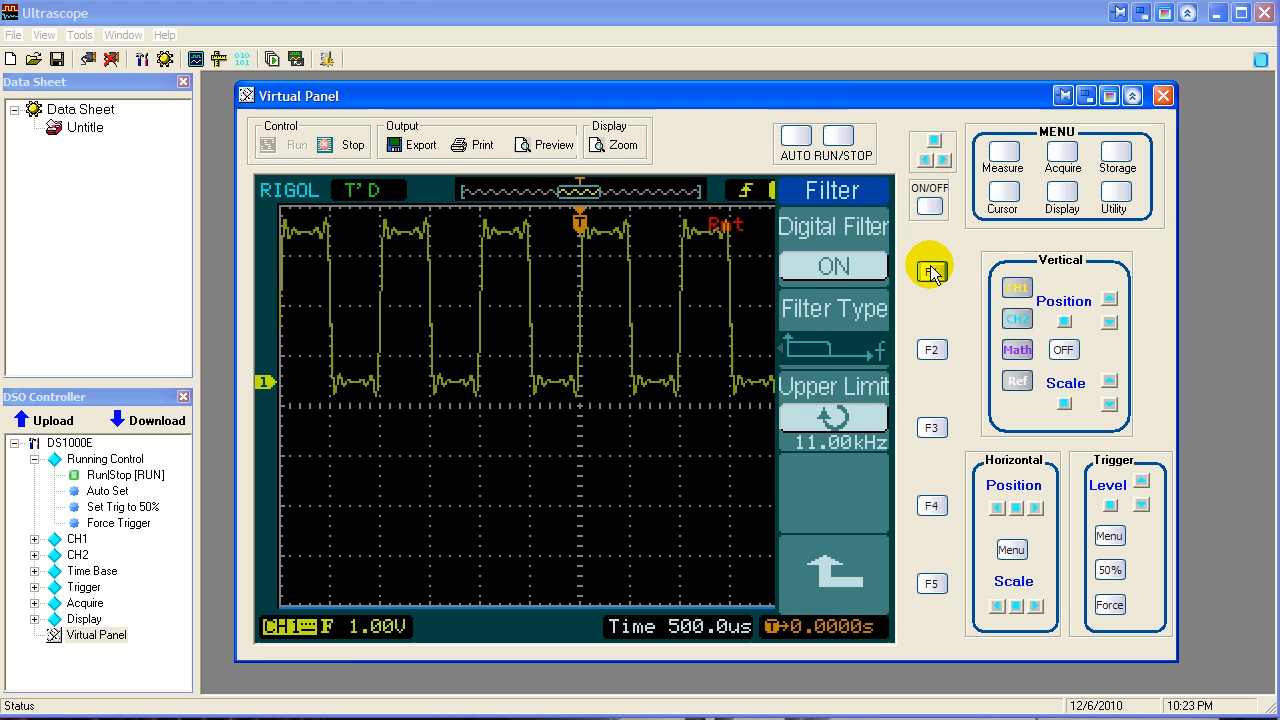 Ultrascope
File View Tools Window Help
Data Sheet
Data Sheet
Untitle
DSO Controller
Upload Download
DS1000E
Running Control
Run|Stop [RUN]
Auto Set
Set Trig to 50%
Force Trigger
CH1
CH2
Time Base
Trigger
Acquire
Display
Virtual Panel
Virtual Panel
Control
Run Stop
Output
Export Print Preview
Display
Zoom
AUTO RUN/STOP
RIGOL T'D
T
T
Rmt
1
CH1 F 1.00V
Time 500.0us
T→0.0000s
Filter
Digital Filter
ON
Filter Type
f
Upper Limit
11.00kHz
ON/OFF
F2
F3
F4
F5
MENU
Measure Acquire Storage
Cursor Display Utility
Vertical
CH1
CH2
Math
Ref
Position
OFF
Scale
Horizontal
Position
Menu
Scale
Trigger
Level
Menu
50%
Force
Status
12/6/2010
10:23 PM